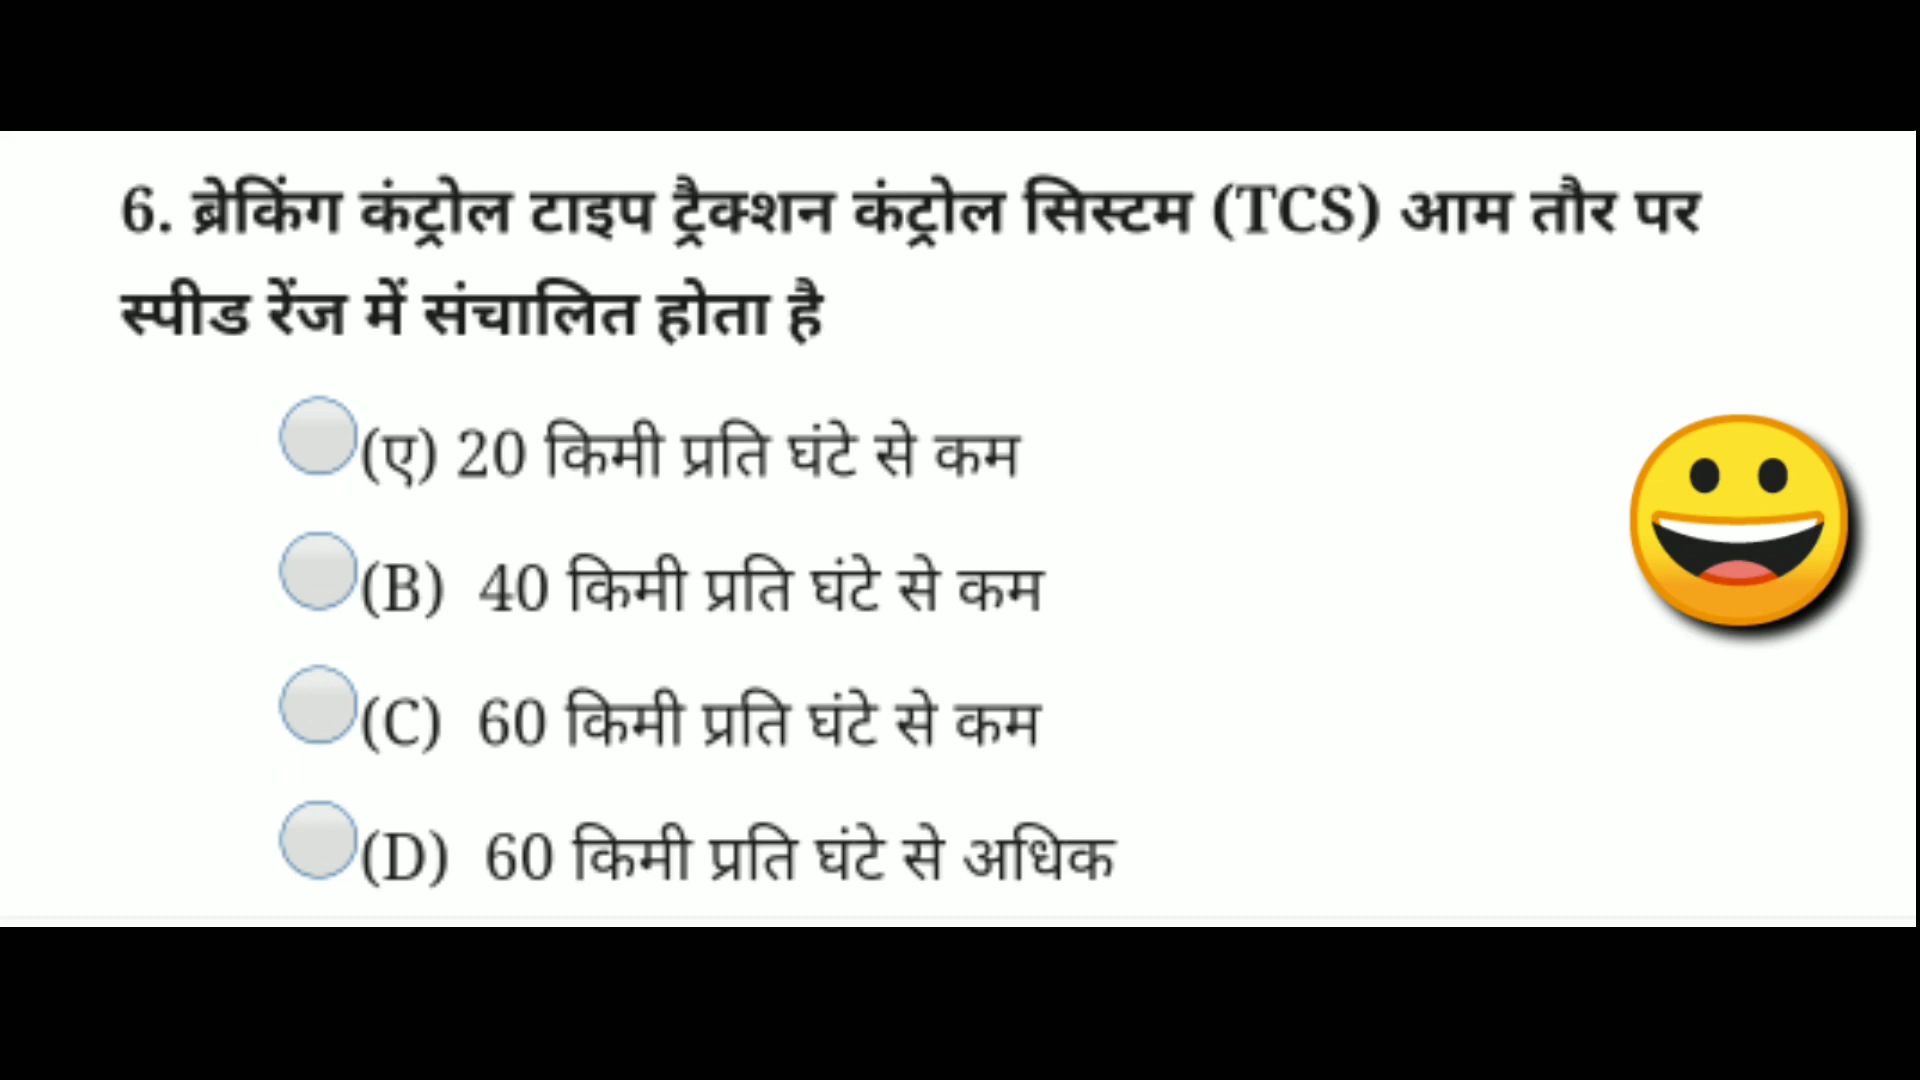 6. ब्रेकिंग कंट्रोल टाइप ट्रैक्शन कंट्रोल सिस्टम (TCS) आम तौर पर
स्पीड रेंज में संचालित होता है
(ए) 20 किमी प्रति घंटे से कम
(B) 40 किमी प्रति घंटे से कम
(C) 60 किमी प्रति घंटे से कम
(D) 60 किमी प्रति घंटे से अधिक